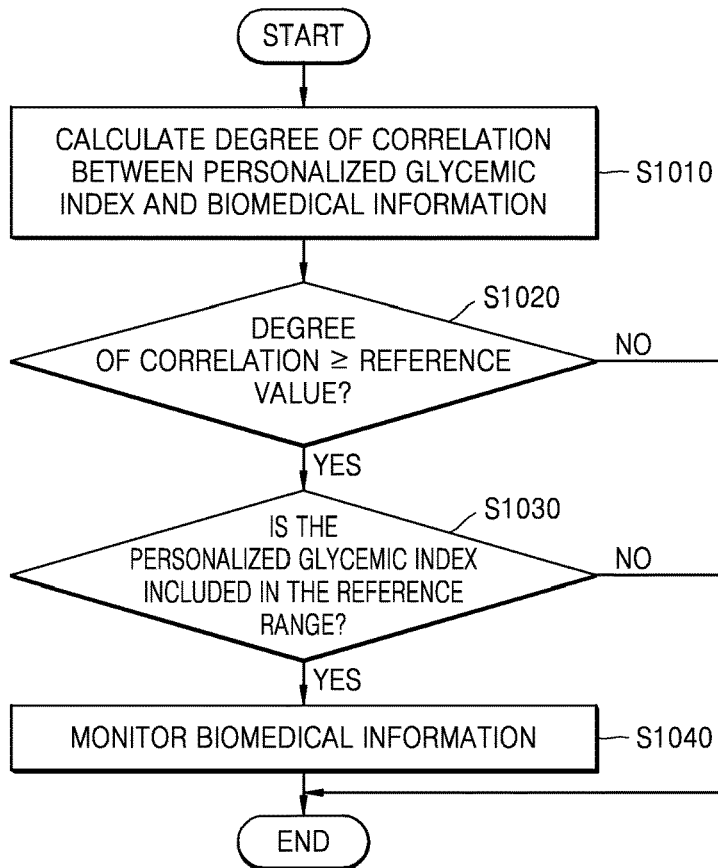 START
CALCULATE DEGREE OF CORRELATION
BETWEEN PERSONALIZED GLYCEMIC
INDEX AND BIOMEDICAL INFORMATION
S1010
S1020
DEGREE
OF CORRELATION ≥ REFERENCE
VALUE?
NO
YES
S1030
IS THE
PERSONALIZED GLYCEMIC INDEX
INCLUDED IN THE REFERENCE
RANGE?
NO
YES
MONITOR BIOMEDICAL INFORMATION
S1040
END